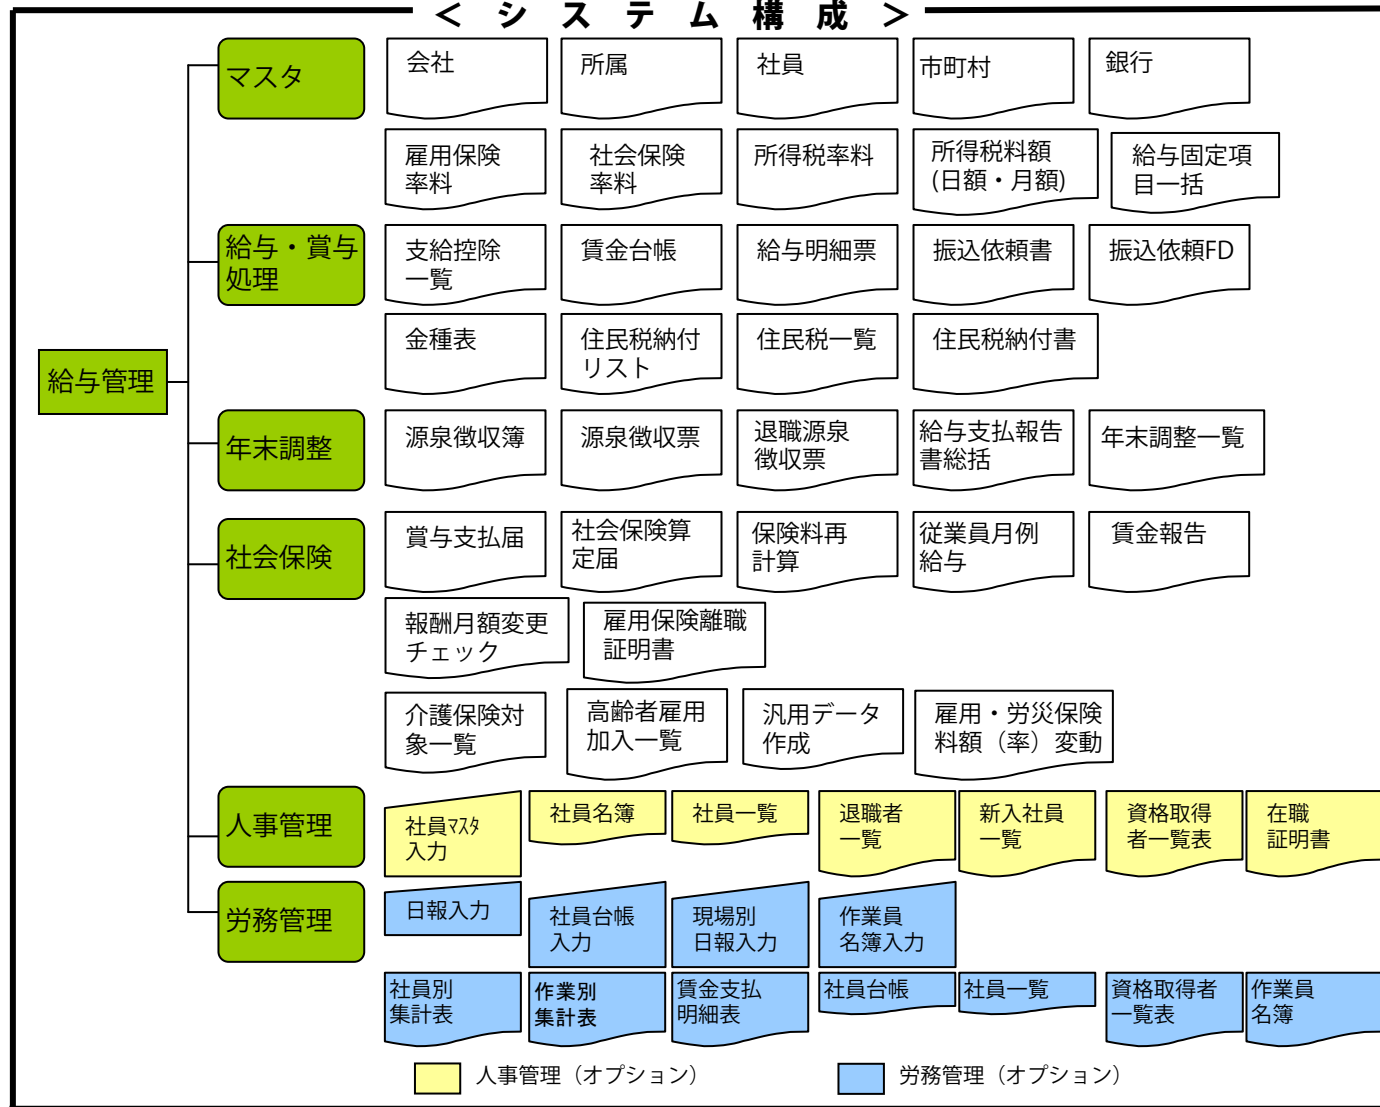 ＜ シ ス テ ム 構 成 ＞
マスタ
会社
所属
社員
市町村
銀行
雇用保険
率料
社会保険
率料
所得税率料
所得税料額
(日額・月額)
給与固定項
目一括
給与管理
給与・賞与
処理
支給控除
一覧
賃金台帳
給与明細票
振込依頼書
振込依頼FD
金種表
住民税納付
リスト
住民税一覧
住民税納付書
年末調整
源泉徴収簿
源泉徴収票
退職源泉
徴収票
給与支払報告
書総括
年末調整一覧
社会保険
賞与支払届
社会保険算
定届
保険料再
計算
従業員月例
給与
賃金報告
報酬月額変更
チェック
雇用保険離職
証明書
介護保険対
象一覧
高齢者雇用
加入一覧
汎用データ
作成
雇用・労災保険
料額（率）変動
人事管理
社員ﾏｽﾀ
入力
社員名簿
社員一覧
退職者
一覧
新入社員
一覧
資格取得
者一覧表
在職
証明書
労務管理
日報入力
社員台帳
入力
現場別
日報入力
作業員
名簿入力
社員別
集計表
作業別
集計表
賃金支払
明細表
社員台帳
社員一覧
資格取得者
一覧表
作業員
名簿
人事管理（オプション）
労務管理（オプション）